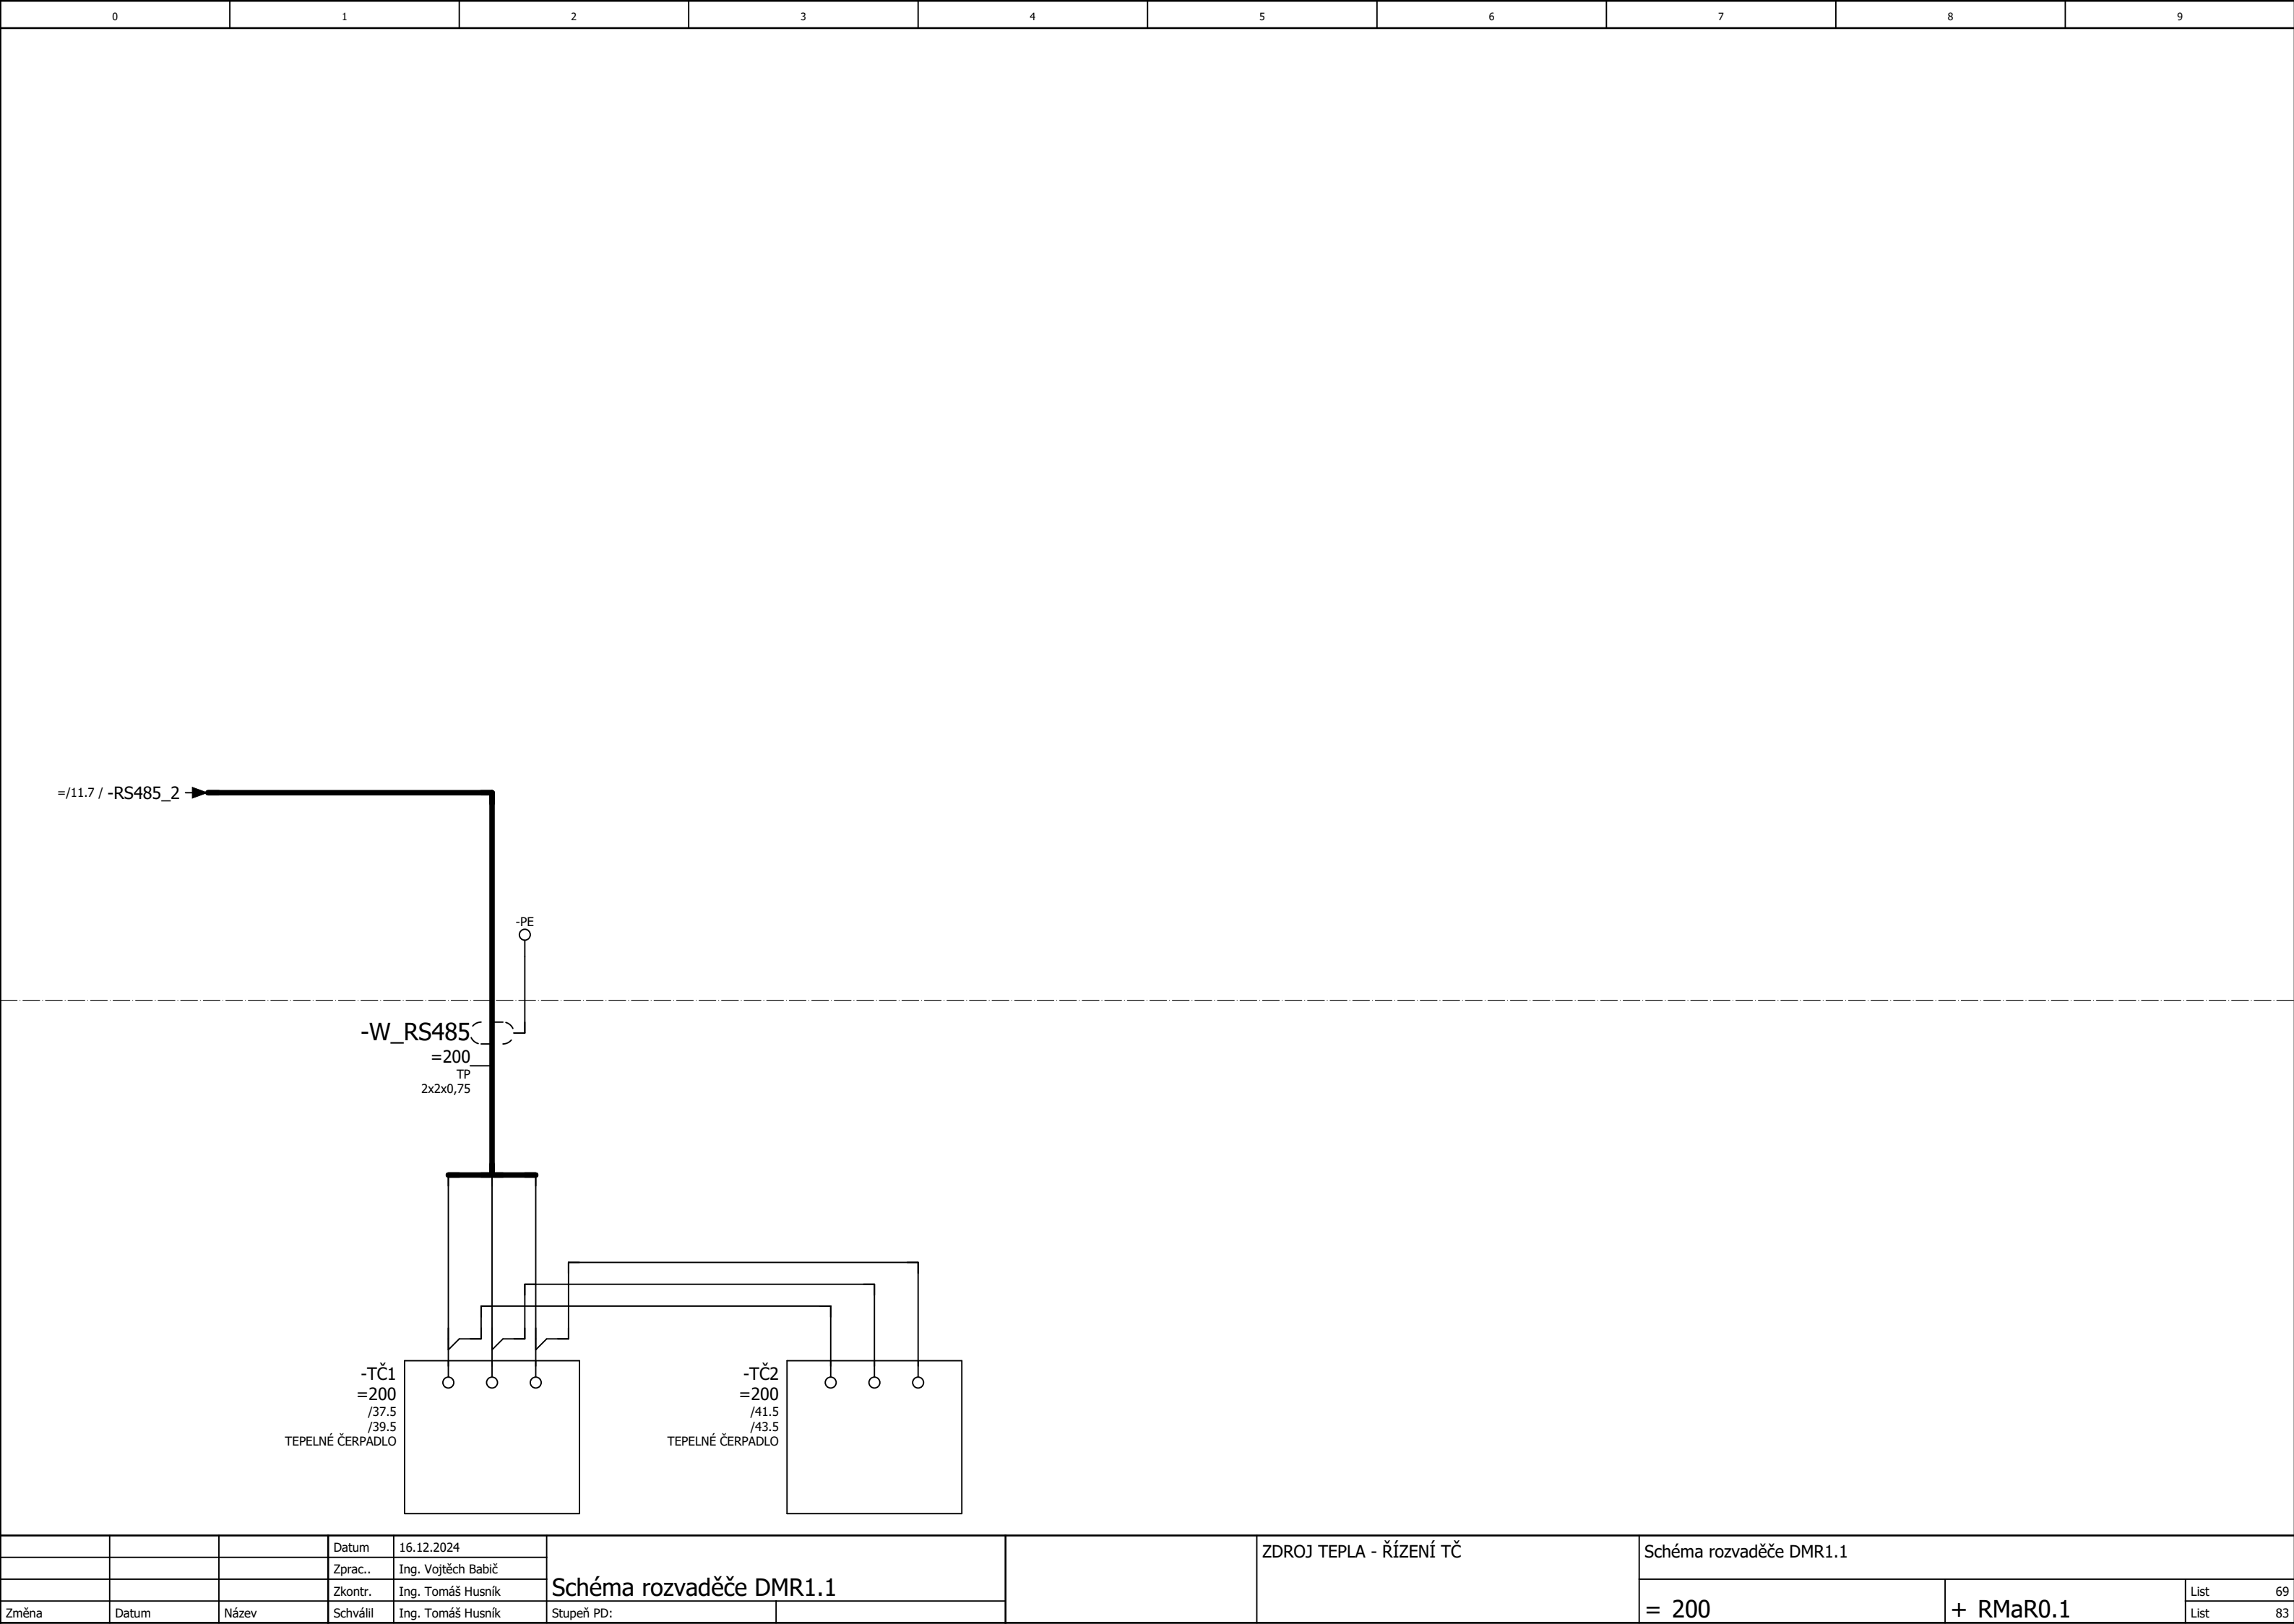 0 1 2 3 4 5 6 7 8 9
=/11.7 / -RS485_2
-PE
-W_RS485
=200
TP
2x2x0,75
-TČ1
=200
/37.5
/39.5
TEPELNÉ ČERPADLO
-TČ2
=200
/41.5
/43.5
TEPELNÉ ČERPADLO
Datum 16.12.2024
Zprac.. Ing. Vojtěch Babič
Zkontr. Ing. Tomáš Husník
Změna Datum Název Schválil Ing. Tomáš Husník
Schéma rozvaděče DMR1.1
Stupeň PD:
ZDROJ TEPLA - ŘÍZENÍ TČ
Schéma rozvaděče DMR1.1
= 200
+ RMaR0.1
List 69
List 83